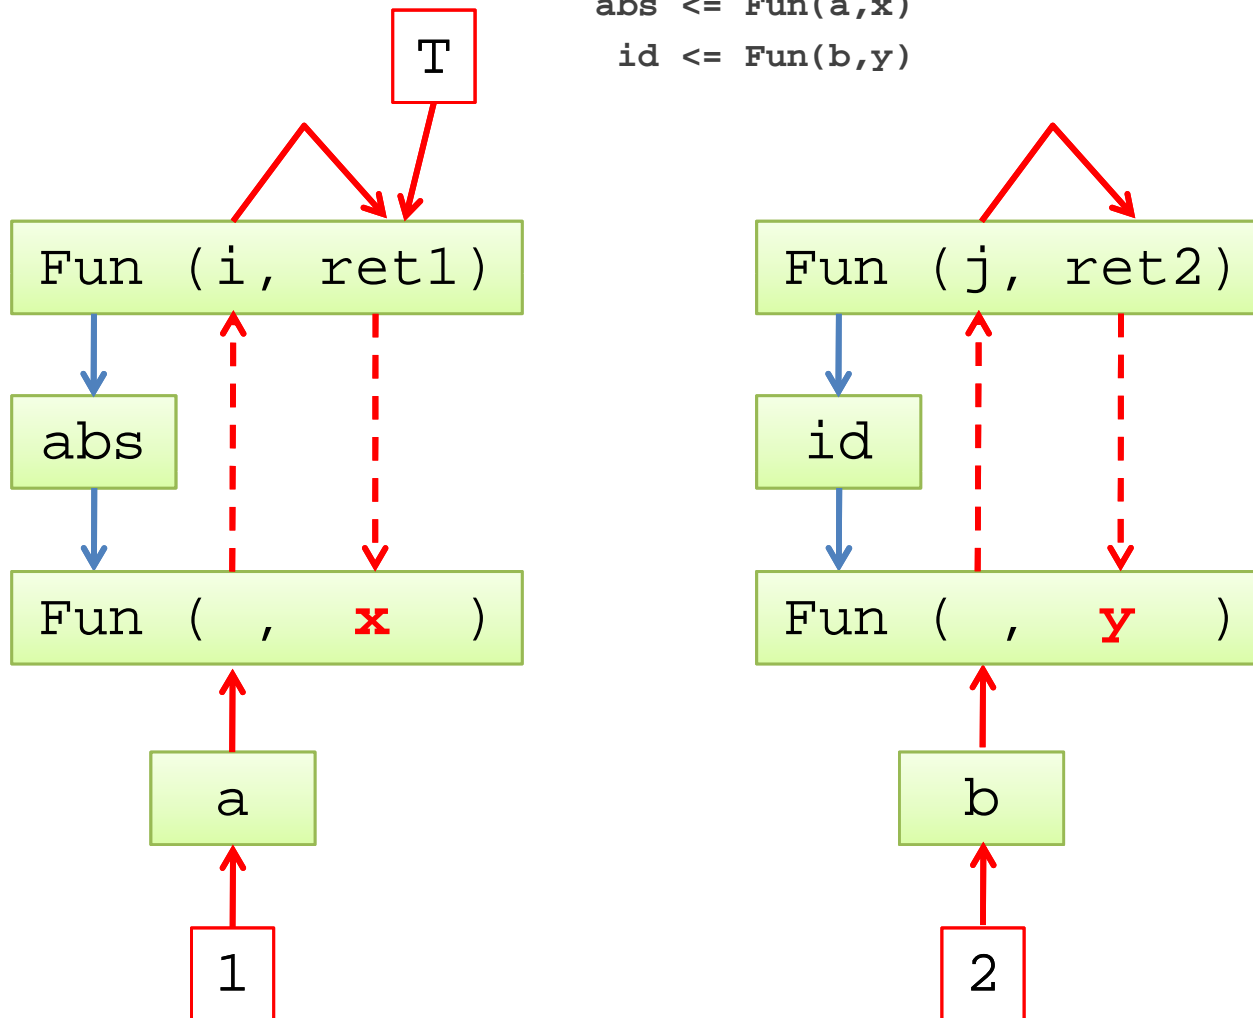 abs <= Fun(a,x)
id <= Fun(b,y)
T
Fun (i, ret1)
Fun (j, ret2)
abs
id
Fun ( , x )
Fun ( , y )
a
b
1
2